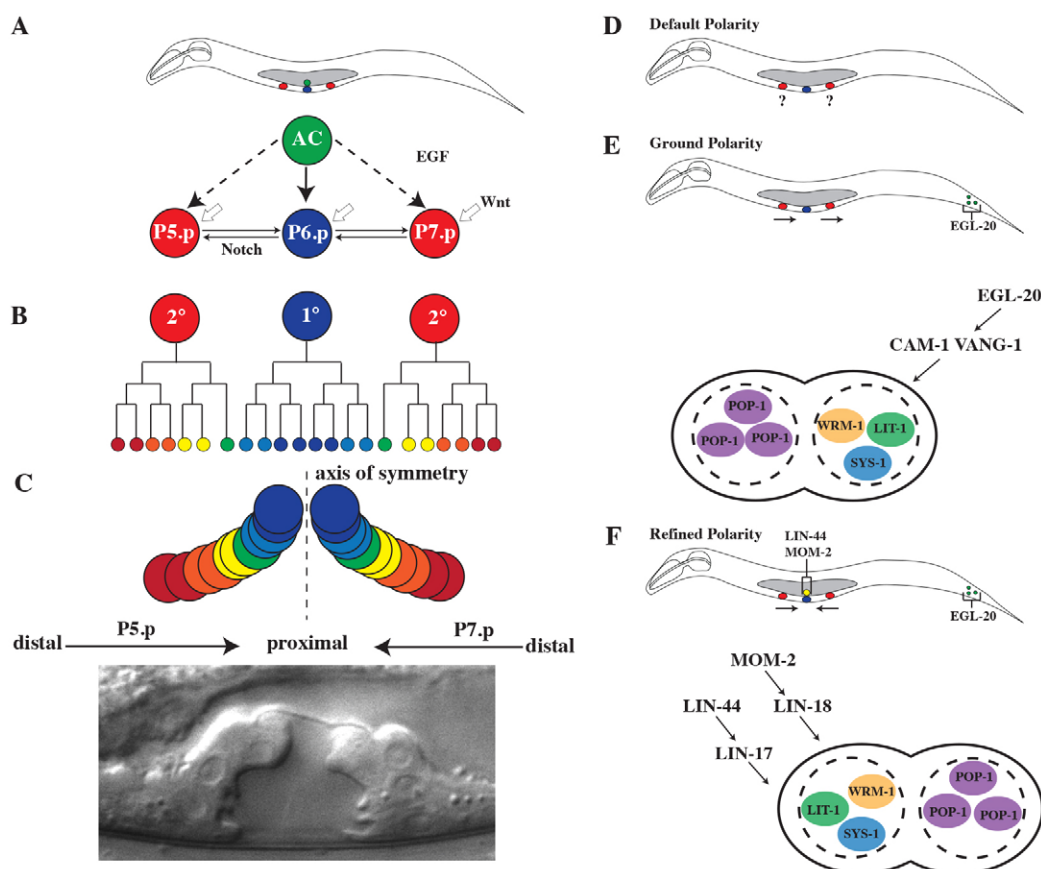 A
AC
EGF
Wnt
P5.p
P6.p
P7.p
Notch
B
2°
1°
2°
axis of symmetry
C
P5.p
P7.p
distal
proximal
distal
D Default Polarity
? ?
E Ground Polarity
EGL-20
EGL-20
CAM-1 VANG-1
POP-1
POP-1 POP-1
WRM-1
LIT-1
SYS-1
F Refined Polarity
LIN-44
MOM-2
EGL-20
MOM-2
LIN-44 LIN-18
LIN-17
LIT-1
WRM-1
SYS-1
POP-1
POP-1 POP-1